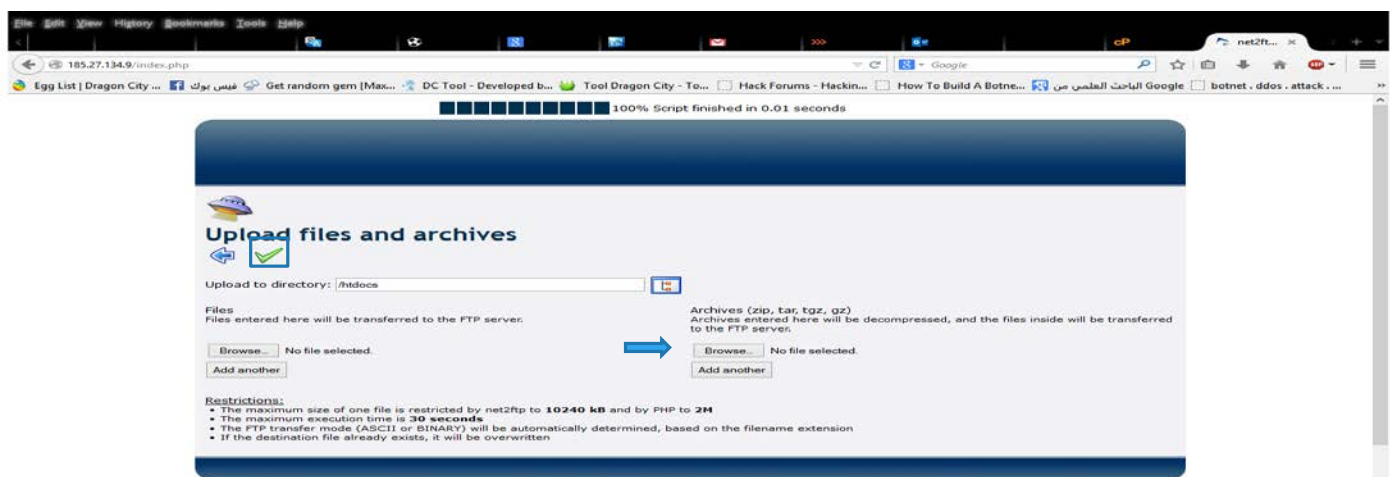 File Edit View History Bookmarks Tools Help
cP net2ft... ×
185.27.134.9/index.php Google
Egg List | Dragon City ... فيس بوك Get random gem [Max... DC Tool - Developed b... Tool Dragon City - To... Hack Forums - Hackin... How To Build A Botne... الباحث العلمي من Google botnet . ddos . attack . ...
100% Script finished in 0.01 seconds
Upload files and archives
Upload to directory: /htdocs
Files
Files entered here will be transferred to the FTP server.
Browse... No file selected.
Add another
Archives (zip, tar, tgz, gz)
Archives entered here will be decompressed, and the files inside will be transferred
to the FTP server.
Browse... No file selected.
Add another
Restrictions:
• The maximum size of one file is restricted by net2ftp to 10240 kB and by PHP to 2M
• The maximum execution time is 30 seconds
• The FTP transfer mode (ASCII or BINARY) will be automatically determined, based on the filename extension
• If the destination file already exists, it will be overwritten